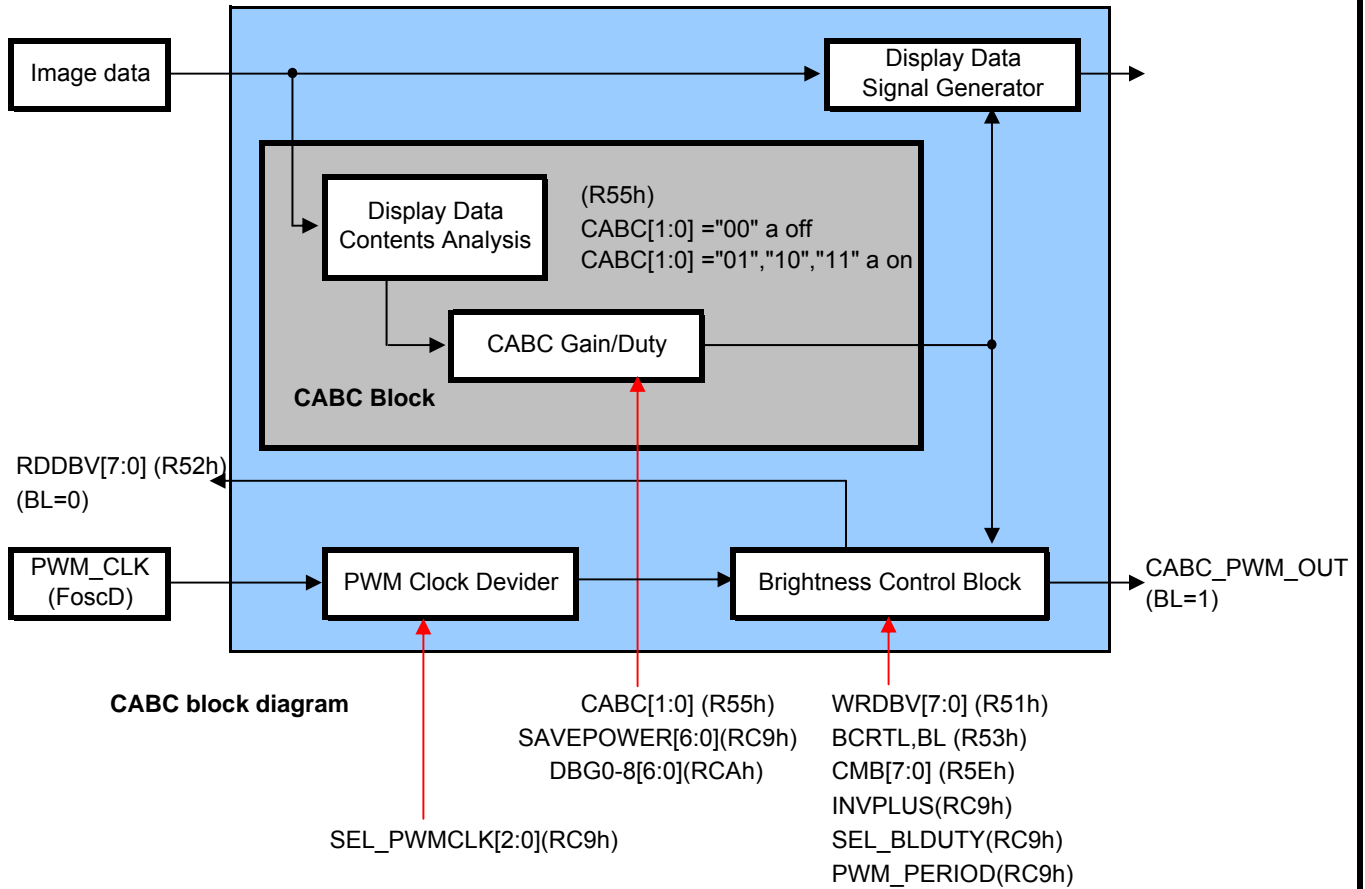 Image data
Display Data
Signal Generator
Display Data
Contents Analysis
(R55h)
CABC[1:0] ="00" a off
CABC[1:0] ="01","10","11" a on
CABC Gain/Duty
CABC Block
RDDBV[7:0] (R52h)
(BL=0)
PWM_CLK
(FoscD)
PWM Clock Devider
Brightness Control Block
CABC_PWM_OUT
(BL=1)
CABC block diagram
CABC[1:0] (R55h)
SAVEPOWER[6:0](RC9h)
DBG0-8[6:0](RCAh)
WRDBV[7:0] (R51h)
BCRTL,BL (R53h)
CMB[7:0] (R5Eh)
INVPLUS(RC9h)
SEL_BLDUTY(RC9h)
PWM_PERIOD(RC9h)
SEL_PWMCLK[2:0](RC9h)